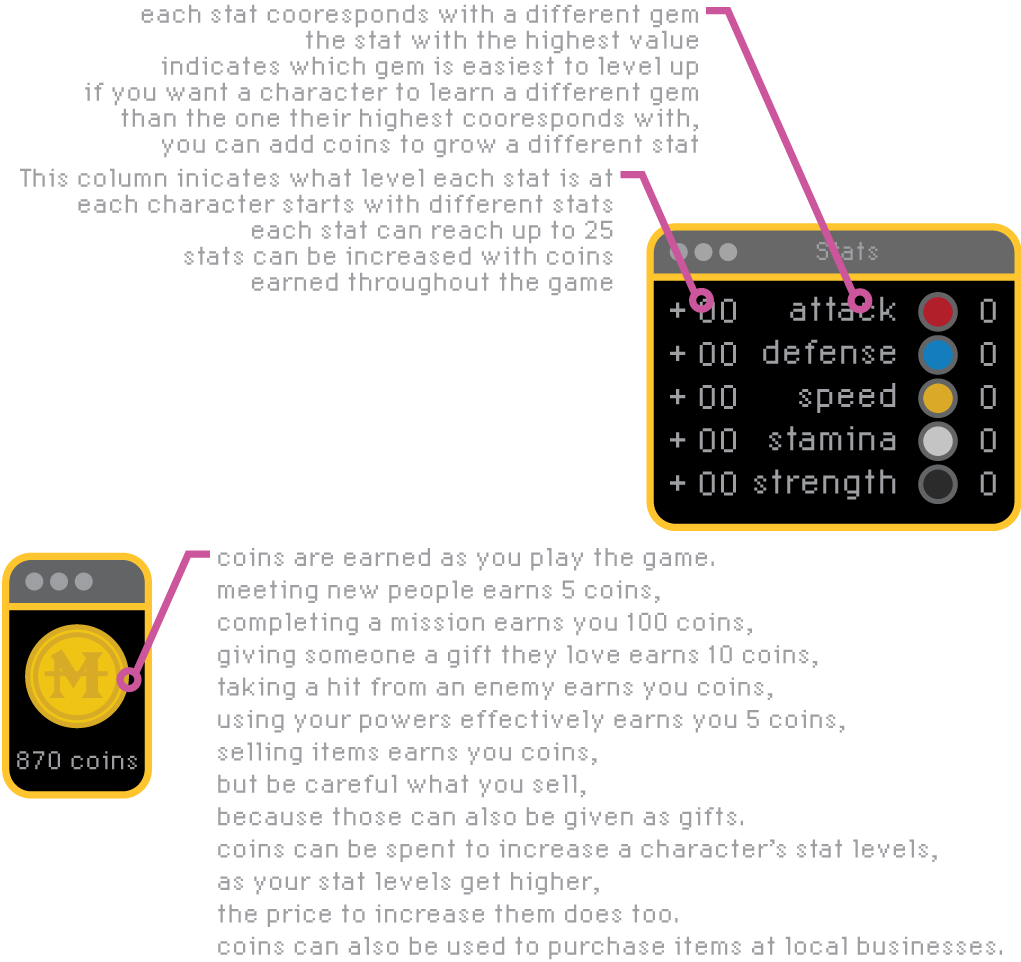 each stat cooresponds with a different gem
the stat with the highest value
indicates which gem is easiest to level up
if you want a character to learn a different gem
than the one their highest cooresponds with,
you can add coins to grow a different stat
This column inicates what level each stat is at
each character starts with different stats
each stat can reach up to 25
stats can be increased with coins
earned throughout the game
Stats
+ 00 attack 0
+ 00 defense 0
+ 00 speed 0
+ 00 stamina 0
+ 00 strength 0
M
870 coins
coins are earned as you play the game.
meeting new people earns 5 coins,
completing a mission earns you 100 coins,
giving someone a gift they love earns 10 coins,
taking a hit from an enemy earns you coins,
using your powers effectively earns you 5 coins,
selling items earns you coins,
but be careful what you sell,
because those can also be given as gifts.
coins can be spent to increase a character's stat levels,
as your stat levels get higher,
the price to increase them does too.
coins can also be used to purchase items at local businesses.